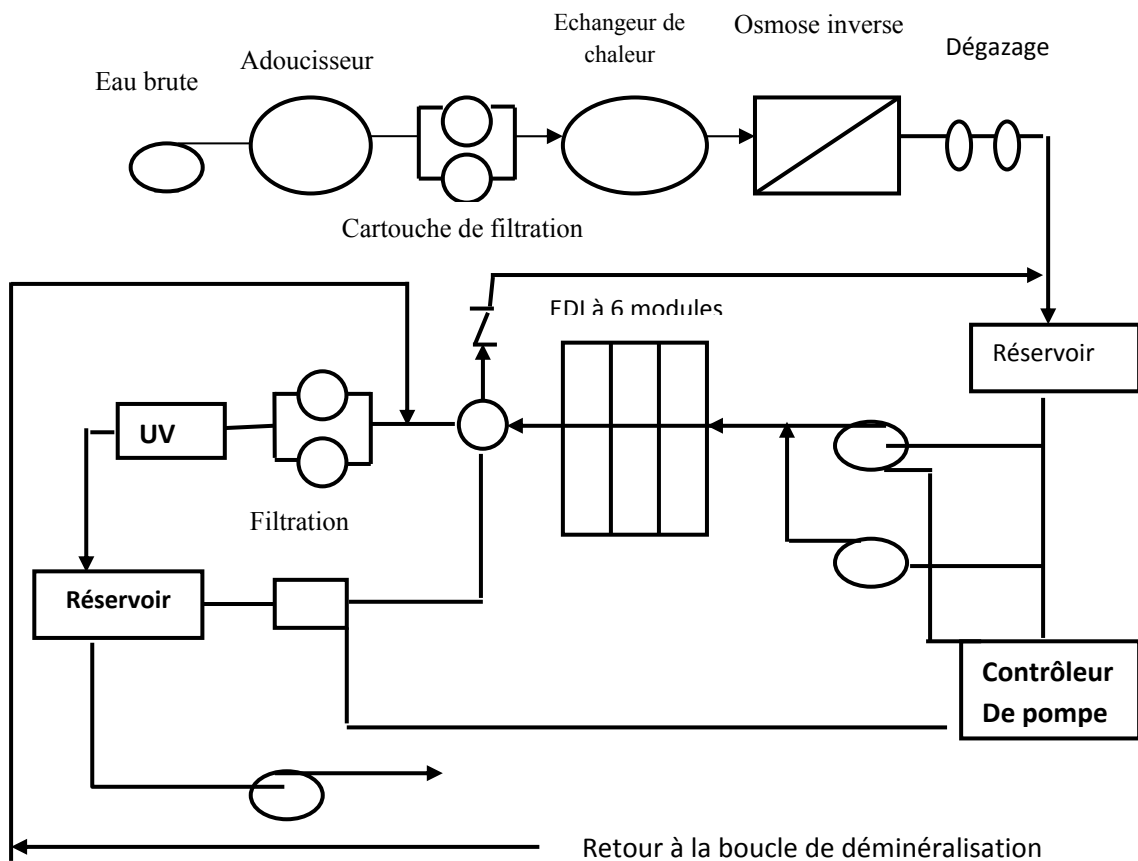 Eau brute
Adoucisseur
Echangeur de
chaleur
Osmose inverse
Dégazage
Cartouche de filtration
EDI à 6 modules
Réservoir
UV
Filtration
Réservoir
Contrôleur
De pompe
Retour à la boucle de déminéralisation